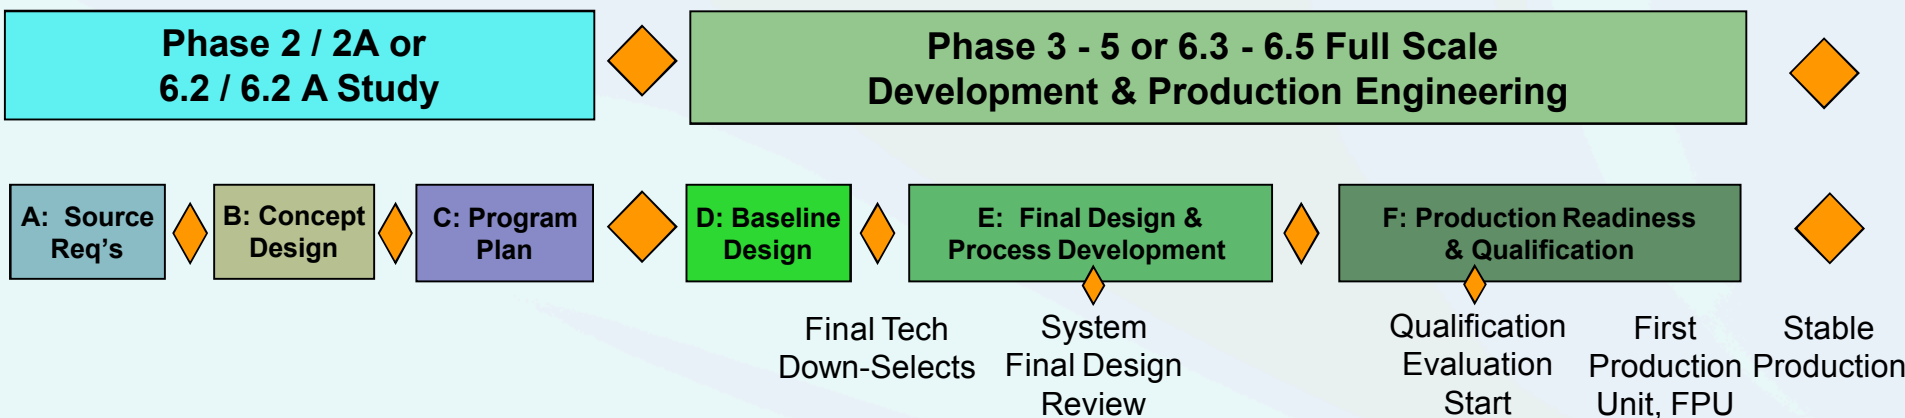 Phase 2 / 2A or
6.2 / 6.2 A Study
Phase 3 - 5 or 6.3 - 6.5 Full Scale
Development & Production Engineering
A: Source
Req's
B: Concept
Design
C: Program
Plan
D: Baseline
Design
E: Final Design &
Process Development
F: Production Readiness
& Qualification
Final Tech
Down-Selects
System
Final Design
Review
Qualification
Evaluation
Start
First
Production
Unit, FPU
Stable
Production